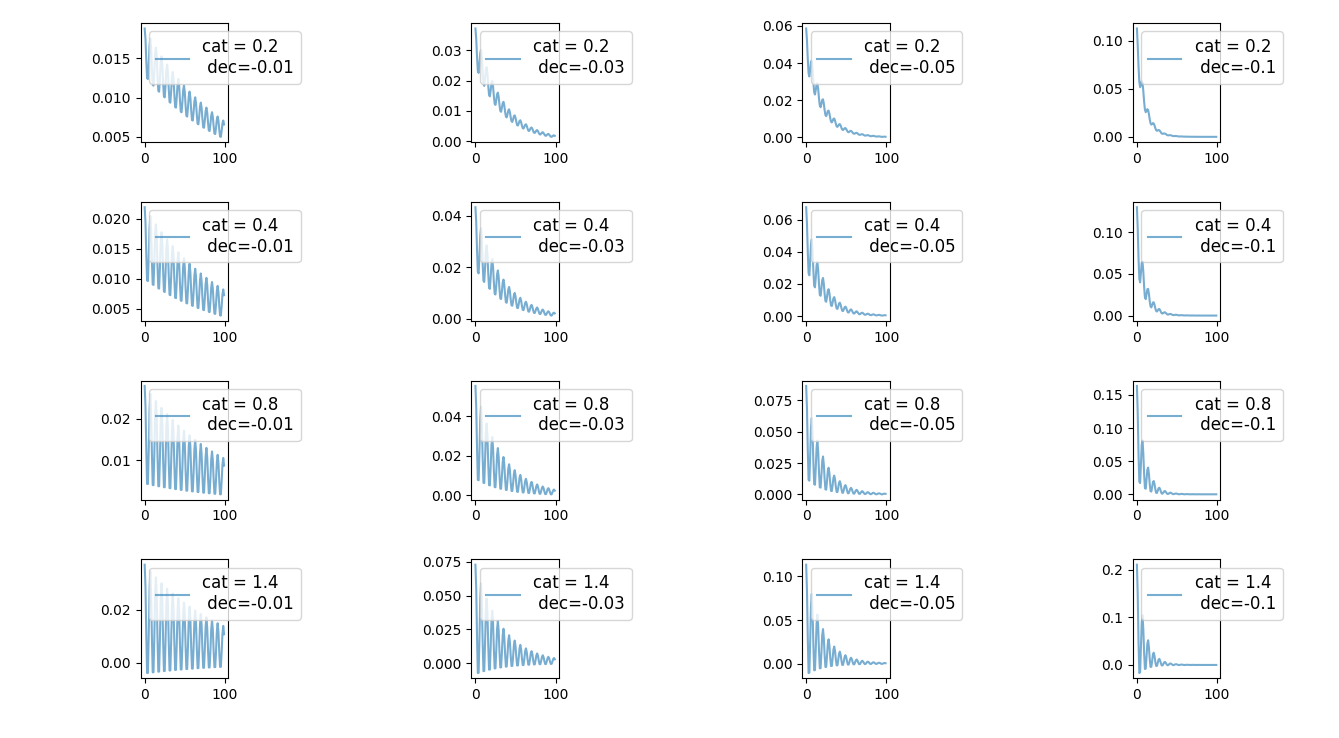 0.015
0.010
0.005
0
100
cat = 0.2
dec=-0.01
0.03
0.02
0.01
0.00
0
100
cat = 0.2
dec=-0.03
0.06
0.04
0.02
0.00
0
100
cat = 0.2
dec=-0.05
0.10
0.05
0.00
0
100
cat = 0.2
dec=-0.1
0.020
0.015
0.010
0.005
0
100
cat = 0.4
dec=-0.01
0.04
0.02
0.00
0
100
cat = 0.4
dec=-0.03
0.06
0.04
0.02
0.00
0
100
cat = 0.4
dec=-0.05
0.10
0.05
0.00
0
100
cat = 0.4
dec=-0.1
0.02
0.01
0
100
cat = 0.8
dec=-0.01
0.04
0.02
0.00
0
100
cat = 0.8
dec=-0.03
0.075
0.050
0.025
0.000
0
100
cat = 0.8
dec=-0.05
0.15
0.10
0.05
0.00
0
100
cat = 0.8
dec=-0.1
0.02
0.00
0
100
cat = 1.4
dec=-0.01
0.075
0.050
0.025
0.000
0
100
cat = 1.4
dec=-0.03
0.10
0.05
0.00
0
100
cat = 1.4
dec=-0.05
0.2
0.1
0.0
0
100
cat = 1.4
dec=-0.1